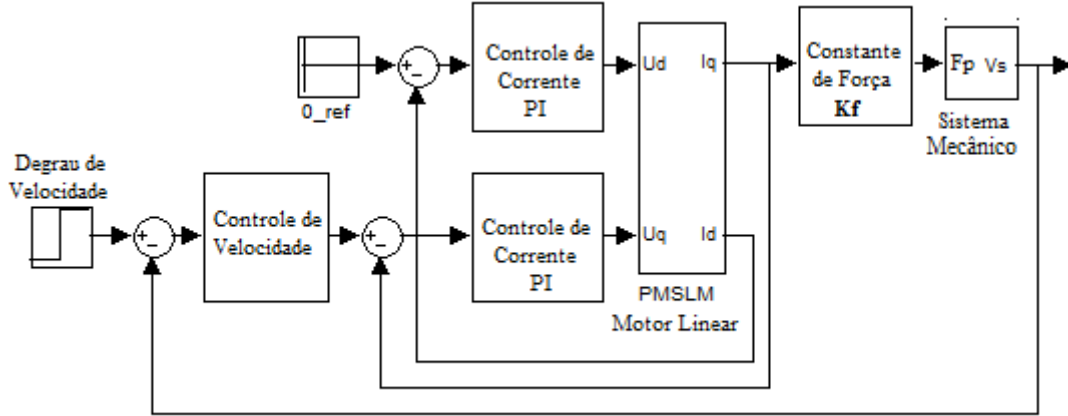 Controle de
Corrente
PI
Ud
Iq
Constante
de Força
Kf
Fp Vs
0_ref
Sistema
Mecânico
Degrau de
Velocidade
Controle de
Velocidade
Controle de
Corrente
PI
Uq
Id
PMSLM
Motor Linear
+
−
+
−
+
−